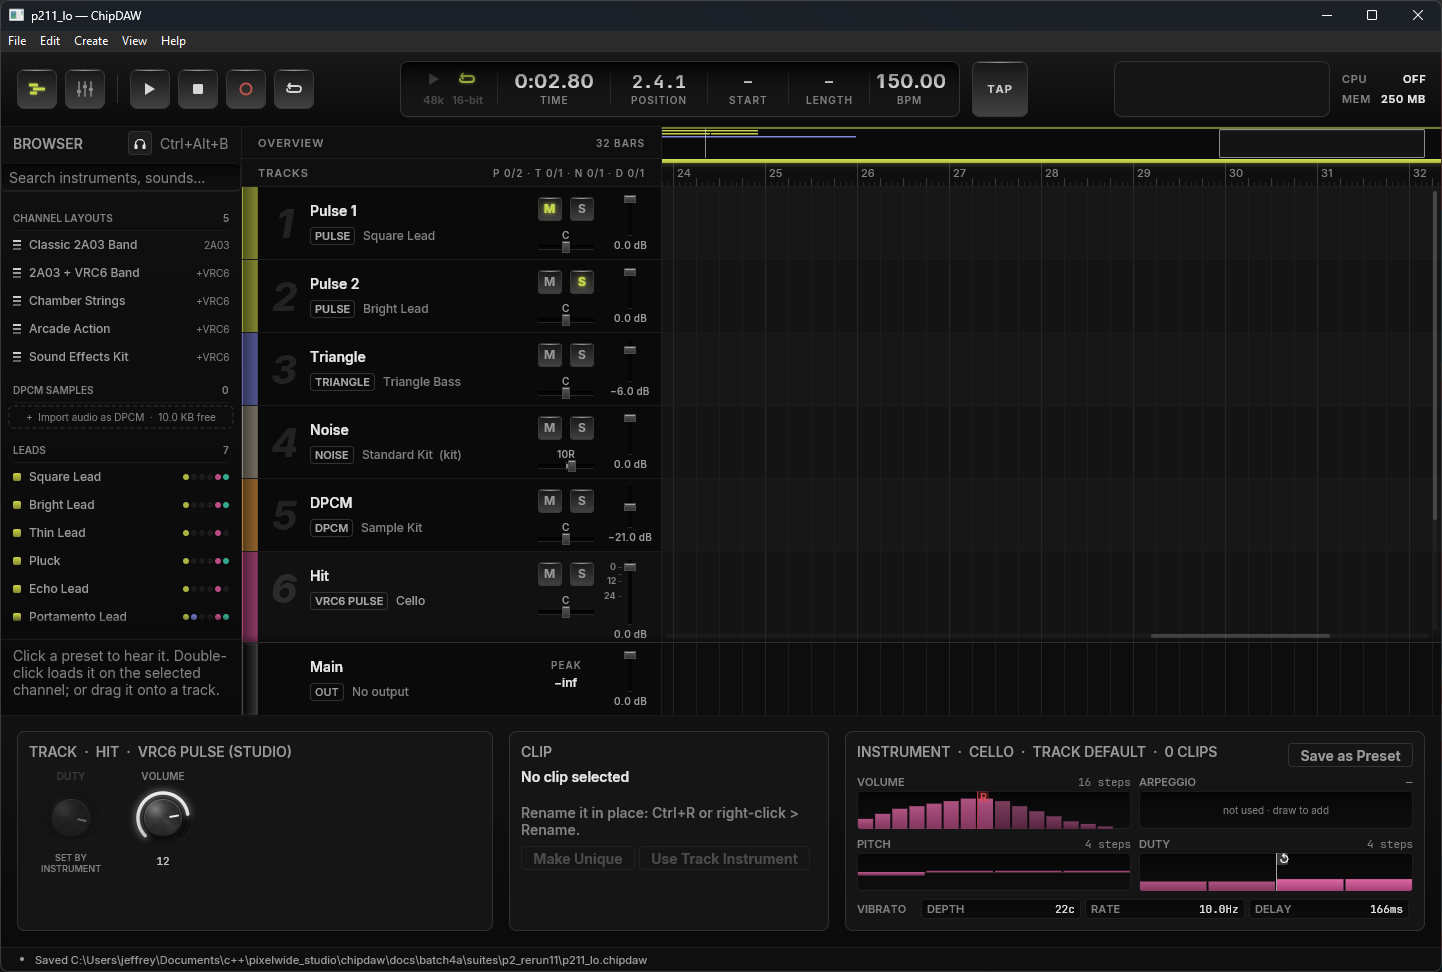 p211_lo — ChipDAW
File Edit Create View Help
48k 16-bit
0:02.80
TIME
2.4.1
POSITION
–
START
–
LENGTH
150.00
BPM
TAP
CPU OFF
MEM 250 MB
BROWSER Ctrl+Alt+B
Search instruments, sounds...
CHANNEL LAYOUTS 5
Classic 2A03 Band 2A03
2A03 + VRC6 Band +VRC6
Chamber Strings +VRC6
Arcade Action +VRC6
Sound Effects Kit +VRC6
DPCM SAMPLES 0
+ Import audio as DPCM · 10.0 KB free
LEADS 7
Square Lead
Bright Lead
Thin Lead
Pluck
Echo Lead
Portamento Lead
Click a preset to hear it. Double-
click loads it on the selected
channel; or drag it onto a track.
OVERVIEW 32 BARS
TRACKS P 0/2 · T 0/1 · N 0/1 · D 0/1
24 25 26 27 28 29 30 31 32
1 Pulse 1 M S
PULSE Square Lead C 0.0 dB
2 Pulse 2 M S
PULSE Bright Lead C 0.0 dB
3 Triangle M S
TRIANGLE Triangle Bass C −6.0 dB
4 Noise M S
NOISE Standard Kit (kit) 10R 0.0 dB
5 DPCM M S
DPCM Sample Kit C −21.0 dB
6 Hit M S 0 12 24
VRC6 PULSE Cello C 0.0 dB
Main PEAK
OUT No output −inf 0.0 dB
TRACK · HIT · VRC6 PULSE (STUDIO)
DUTY VOLUME
SET BY
INSTRUMENT
12
CLIP
No clip selected
Rename it in place: Ctrl+R or right-click >
Rename.
Make Unique Use Track Instrument
INSTRUMENT · CELLO · TRACK DEFAULT · 0 CLIPS Save as Preset
VOLUME 16 steps ARPEGGIO –
R
not used · draw to add
PITCH 4 steps DUTY 4 steps
VIBRATO DEPTH 22c RATE 10.0Hz DELAY 166ms
• Saved C:\Users\jeffrey\Documents\c++\pixelwide_studio\chipdaw\docs\batch4a\suites\p2_rerun11\p211_lo.chipdaw